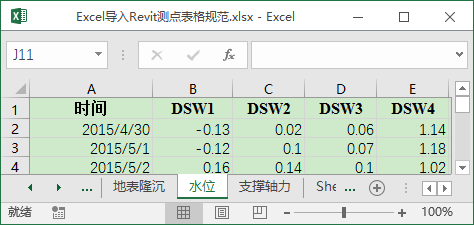 Excel导入Revit测点表格规范.xlsx - Excel
J11 fx
A B C D E
1 时间 DSW1 DSW2 DSW3 DSW4
2 2015/4/30 -0.13 0.02 0.06 1.14
3 2015/5/1 -0.12 0.1 0.07 1.18
4 2015/5/2 0.16 0.14 0.1 1.02
... 地表隆沉 水位 支撑轴力 She ...
就绪 100%